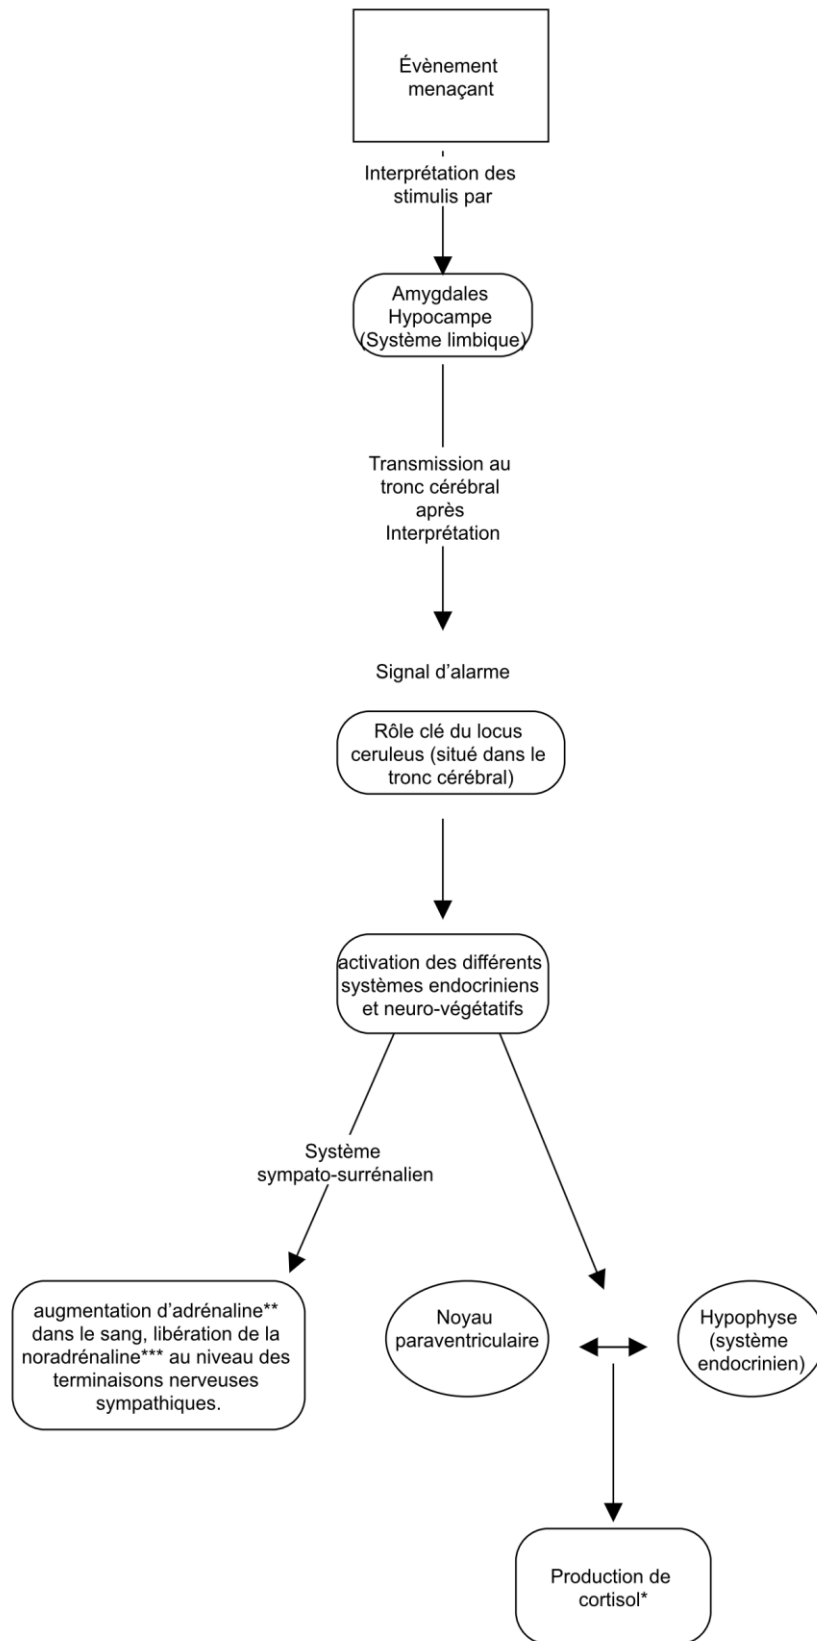 Évènement
menaçant
Interprétation des
stimulis par
Amygdales
Hypocampe
(Système limbique)
Transmission au
tronc cérébral
après
Interprétation
Signal d’alarme
Rôle clé du locus
ceruleus (situé dans le
tronc cérébral)
activation des différents
systèmes endocriniens
et neuro-végétatifs
Système
sympato-surrénalien
augmentation d’adrénaline**
dans le sang, libération de la
noradrénaline*** au niveau des
terminaisons nerveuses
sympathiques.
Noyau
paraventriculaire
Hypophyse
(système
endocrinien)
Production de
cortisol*